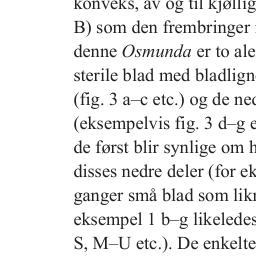 konveks, av og til kjøllig
B) som den frembringer
denne Osmunda er to ale
sterile blad med bladlign
(fig. 3 a–c etc.) og de ned
(eksempelvis fig. 3 d–g e
de først blir synlige om h
disses nedre deler (for ek
ganger små blad som likn
eksempel 1 b–g likeledes
S, M–U etc.). De enkelte